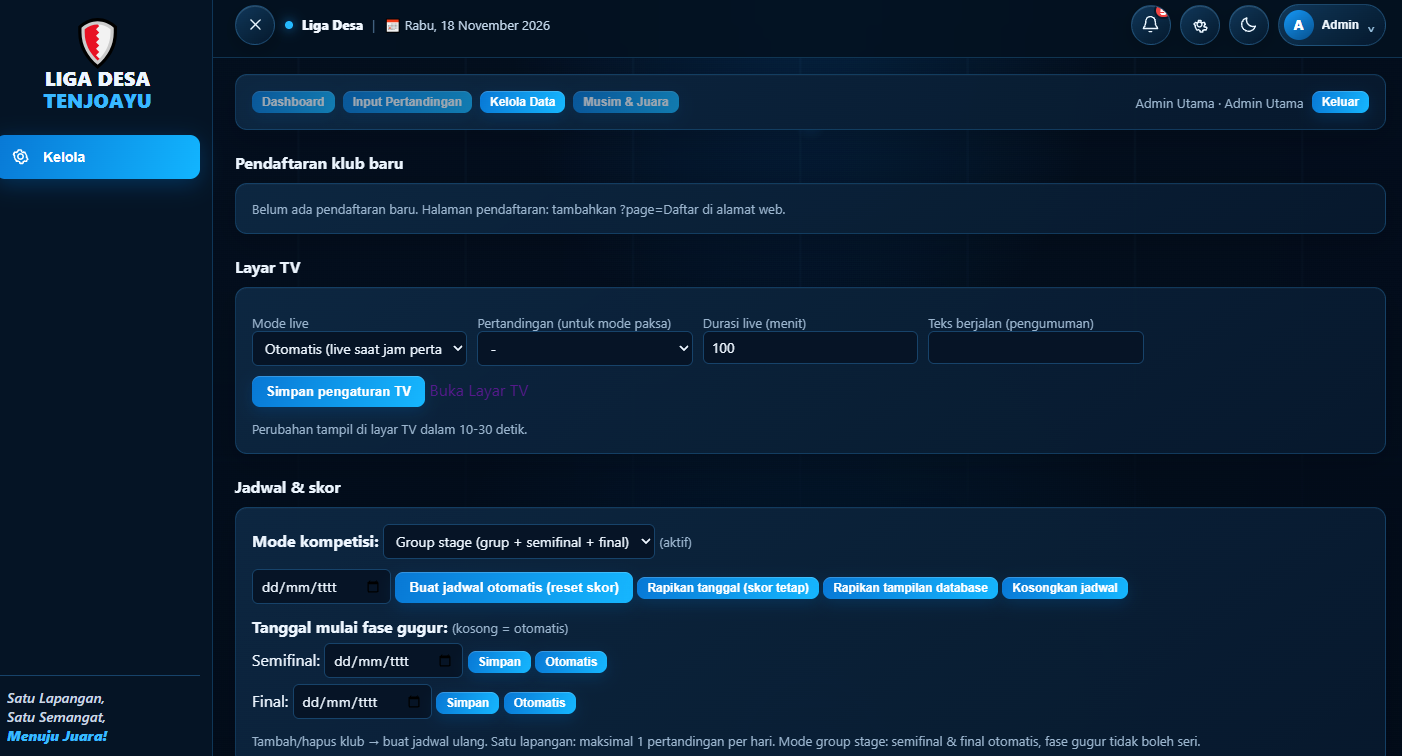 LIGA DESA
TENJOAYU
Kelola
Satu Lapangan,
Satu Semangat,
Menuju Juara!
Liga Desa | Rabu, 18 November 2026
A Admin
Dashboard Input Pertandingan Kelola Data Musim & Juara Admin Utama · Admin Utama Keluar
Pendaftaran klub baru
Belum ada pendaftaran baru. Halaman pendaftaran: tambahkan ?page=Daftar di alamat web.
Layar TV
Mode live Pertandingan (untuk mode paksa) Durasi live (menit) Teks berjalan (pengumuman)
Otomatis (live saat jam perta - 100
Simpan pengaturan TV Buka Layar TV
Perubahan tampil di layar TV dalam 10-30 detik.
Jadwal & skor
Mode kompetisi: Group stage (grup + semifinal + final) (aktif)
dd/mm/tttt Buat jadwal otomatis (reset skor) Rapikan tanggal (skor tetap) Rapikan tampilan database Kosongkan jadwal
Tanggal mulai fase gugur: (kosong = otomatis)
Semifinal: dd/mm/tttt Simpan Otomatis
Final: dd/mm/tttt Simpan Otomatis
Tambah/hapus klub → buat jadwal ulang. Satu lapangan: maksimal 1 pertandingan per hari. Mode group stage: semifinal & final otomatis, fase gugur tidak boleh seri.